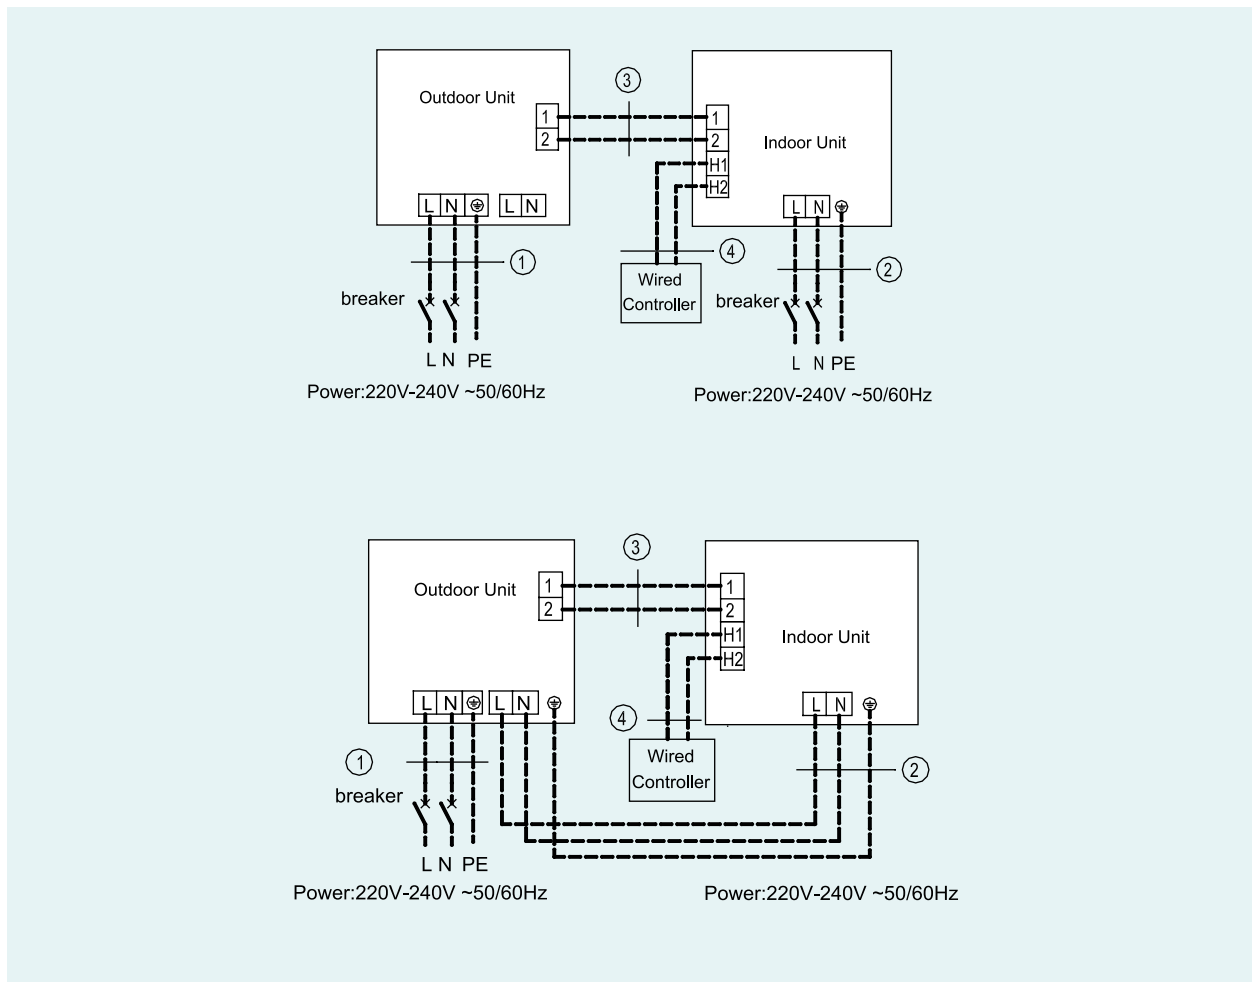 ③
Outdoor Unit
1
2
1
2
H1
H2
Indoor Unit
L N ⏚ L N
L N ⏚
①
④
②
Wired
Controller
breaker
breaker
L N PE
L N PE
Power:220V-240V ~50/60Hz
Power:220V-240V ~50/60Hz
③
Outdoor Unit
1
2
1
2
H1
H2
Indoor Unit
L N ⏚ L N ⏚
L N ⏚
④
①
②
Wired
Controller
breaker
L N PE
Power:220V-240V ~50/60Hz
Power:220V-240V ~50/60Hz